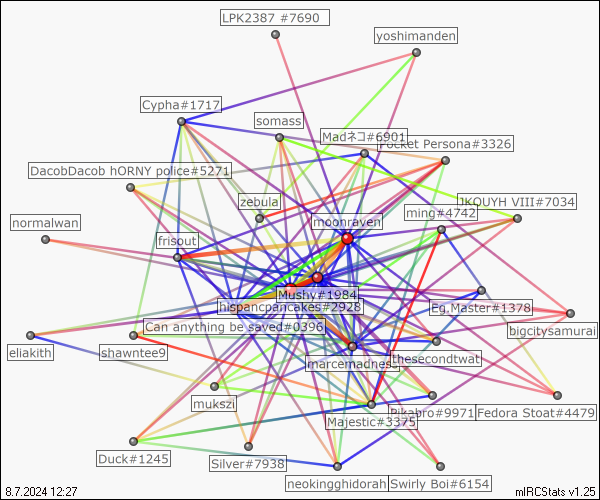 LPK2387 #7690
yoshimanden
Cypha#1717
somass
Madネコ#6901
Pocket Persona#3326
DacobDacob hORNY police#5271
zebula
JKOUYH VIII#7034
ming#4742
normalwan
moonraven
frisout
Mushy#1984
hispancpancakes#2928
Eg.Master#1378
Can anything be saved#0396
bigcitysamurai
eliakith
shawntee9
marcemadness
thesecondtwat
mukszi
Majestic#3375
Pikabro#9971
Fedora Stoat#4479
Duck#1245
Silver#7938
neokingghidorah
Swirly Boi#6154
8.7.2024 12:27
mIRCStats v1.25